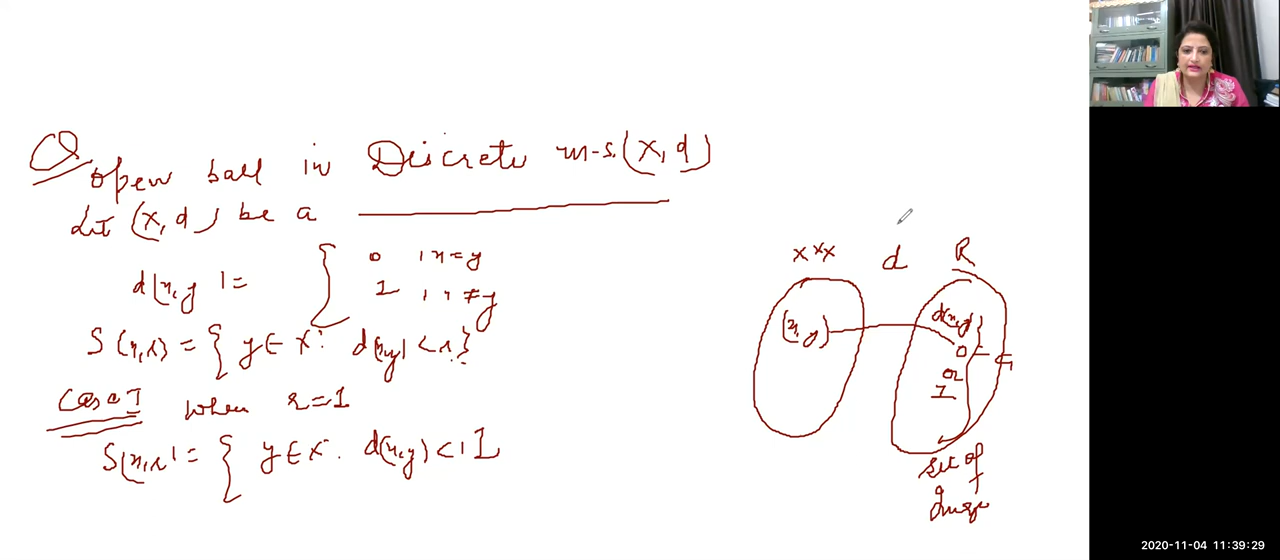 Q open ball in Discrete m-s. (X, d)
Let (X, d) be a
d(x, y) = { 0 , x = y
1 , x ≠ y
S(x, r) = { y ∈ X : d(x, y) < r }
Case I when r = 1
S(x, r) = { y ∈ X . d(x, y) < 1
X × X d R
(x, y) d(x, y)
0
or
1
set of
2020-11-04 11:39:29